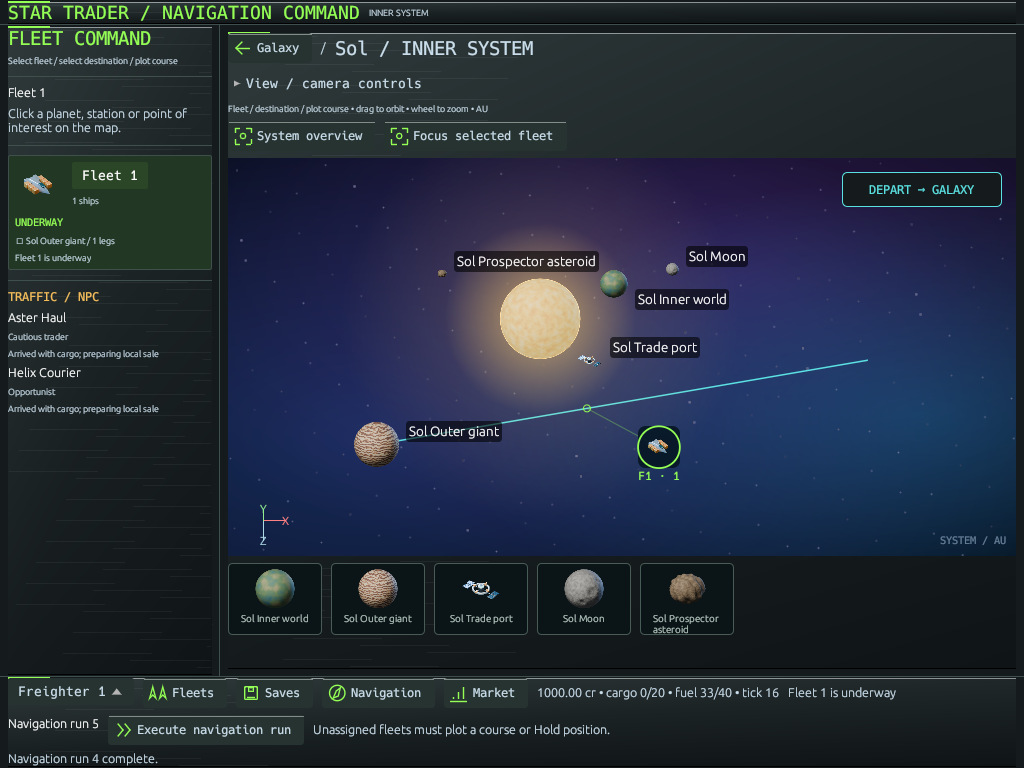 STAR TRADER / NAVIGATION COMMAND INNER SYSTEM
FLEET COMMAND
Select fleet / select destination / plot course
Fleet 1
Click a planet, station or point of
interest on the map.
Fleet 1
1 ships
UNDERWAY
Sol Outer giant / 1 legs
Fleet 1 is underway
TRAFFIC / NPC
Aster Haul
Cautious trader
Arrived with cargo; preparing local sale
Helix Courier
Opportunist
Arrived with cargo; preparing local sale
Galaxy / Sol / INNER SYSTEM
View / camera controls
Fleet / destination / plot course • drag to orbit • wheel to zoom • AU
System overview
Focus selected fleet
DEPART → GALAXY
Sol Prospector asteroid
Sol Moon
Sol Inner world
Sol Trade port
Sol Outer giant
F1 · 1
Y
X
Z
SYSTEM / AU
Sol Inner world
Sol Outer giant
Sol Trade port
Sol Moon
Sol Prospector
asteroid
Freighter 1
Fleets
Saves
Navigation
Market
1000.00 cr • cargo 0/20 • fuel 33/40 • tick 16 Fleet 1 is underway
Navigation run 5
Execute navigation run
Unassigned fleets must plot a course or Hold position.
Navigation run 4 complete.